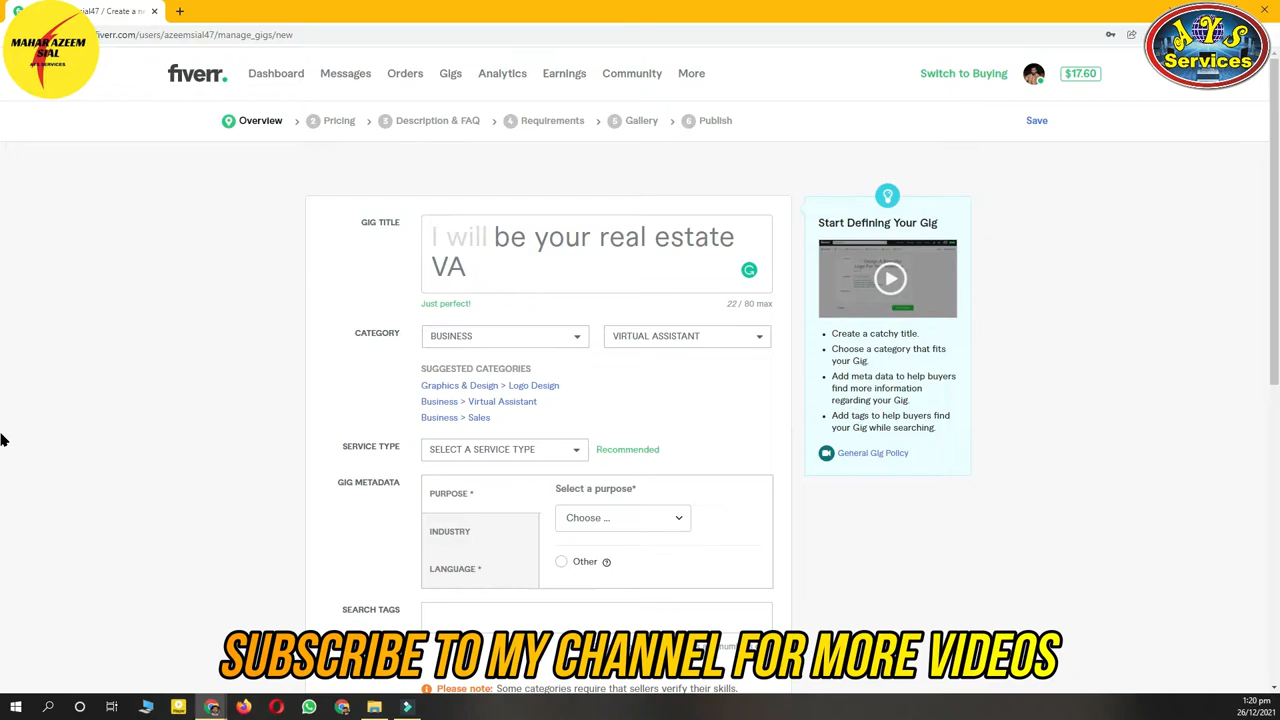 sial47 / Create a ne
fiverr.com/users/azeemsial47/manage_gigs/new
MAHAR AZEEM
SIAL
AYS SERVICES
AYS
Services
fiverr.
Dashboard Messages Orders Gigs Analytics Earnings Community More Switch to Buying $17.60
Overview 2 Pricing 3 Description & FAQ 4 Requirements 5 Gallery 6 Publish Save
GIG TITLE
I will be your real estate
VA
Just perfect! 22 / 80 max
CATEGORY BUSINESS VIRTUAL ASSISTANT
SUGGESTED CATEGORIES
Graphics & Design > Logo Design
Business > Virtual Assistant
Business > Sales
SERVICE TYPE SELECT A SERVICE TYPE Recommended
GIG METADATA
PURPOSE *
INDUSTRY
LANGUAGE *
Select a purpose*
Choose ...
Other
SEARCH TAGS
Please note: Some categories require that sellers verify their skills.
Start Defining Your Gig
Create a catchy title.
Choose a category that fits
your Gig.
Add meta data to help buyers
find more information
regarding your Gig.
Add tags to help buyers find
your Gig while searching.
General Gig Policy
SUBSCRIBE TO MY CHANNEL FOR MORE VIDEOS
1:20 pm
26/12/2021